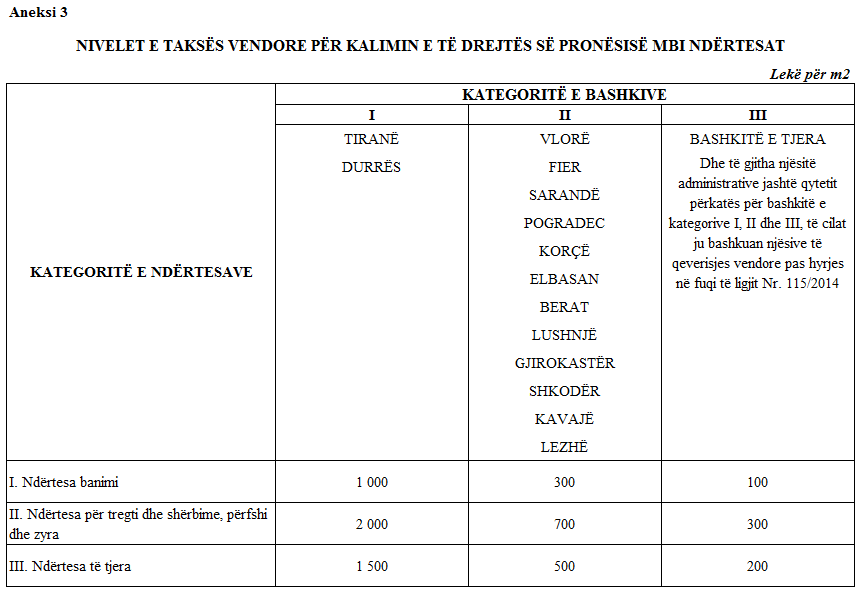 Aneksi 3
NIVELET E TAKSËS VENDORE PËR KALIMIN E TË DREJTËS SË PRONËSISË MBI NDËRTESAT
Lekë për m2
KATEGORITË E NDËRTESAVE
KATEGORITË E BASHKIVE
I
II
III
TIRANË
DURRËS
VLORË
FIER
SARANDË
POGRADEC
KORÇË
ELBASAN
BERAT
LUSHNJË
GJIROKASTËR
SHKODËR
KAVAJË
LEZHË
BASHKITË E TJERA
Dhe të gjitha njësitë
administrative jashtë qytetit
përkatës për bashkitë e
kategorive I, II dhe III, të cilat
ju bashkuan njësive të
qeverisjes vendore pas hyrjes
në fuqi të ligjit Nr. 115/2014
I. Ndërtesa banimi
1 000
300
100
II. Ndërtesa për tregti dhe shërbime, përfshi
dhe zyra
2 000
700
300
III. Ndërtesa të tjera
1 500
500
200